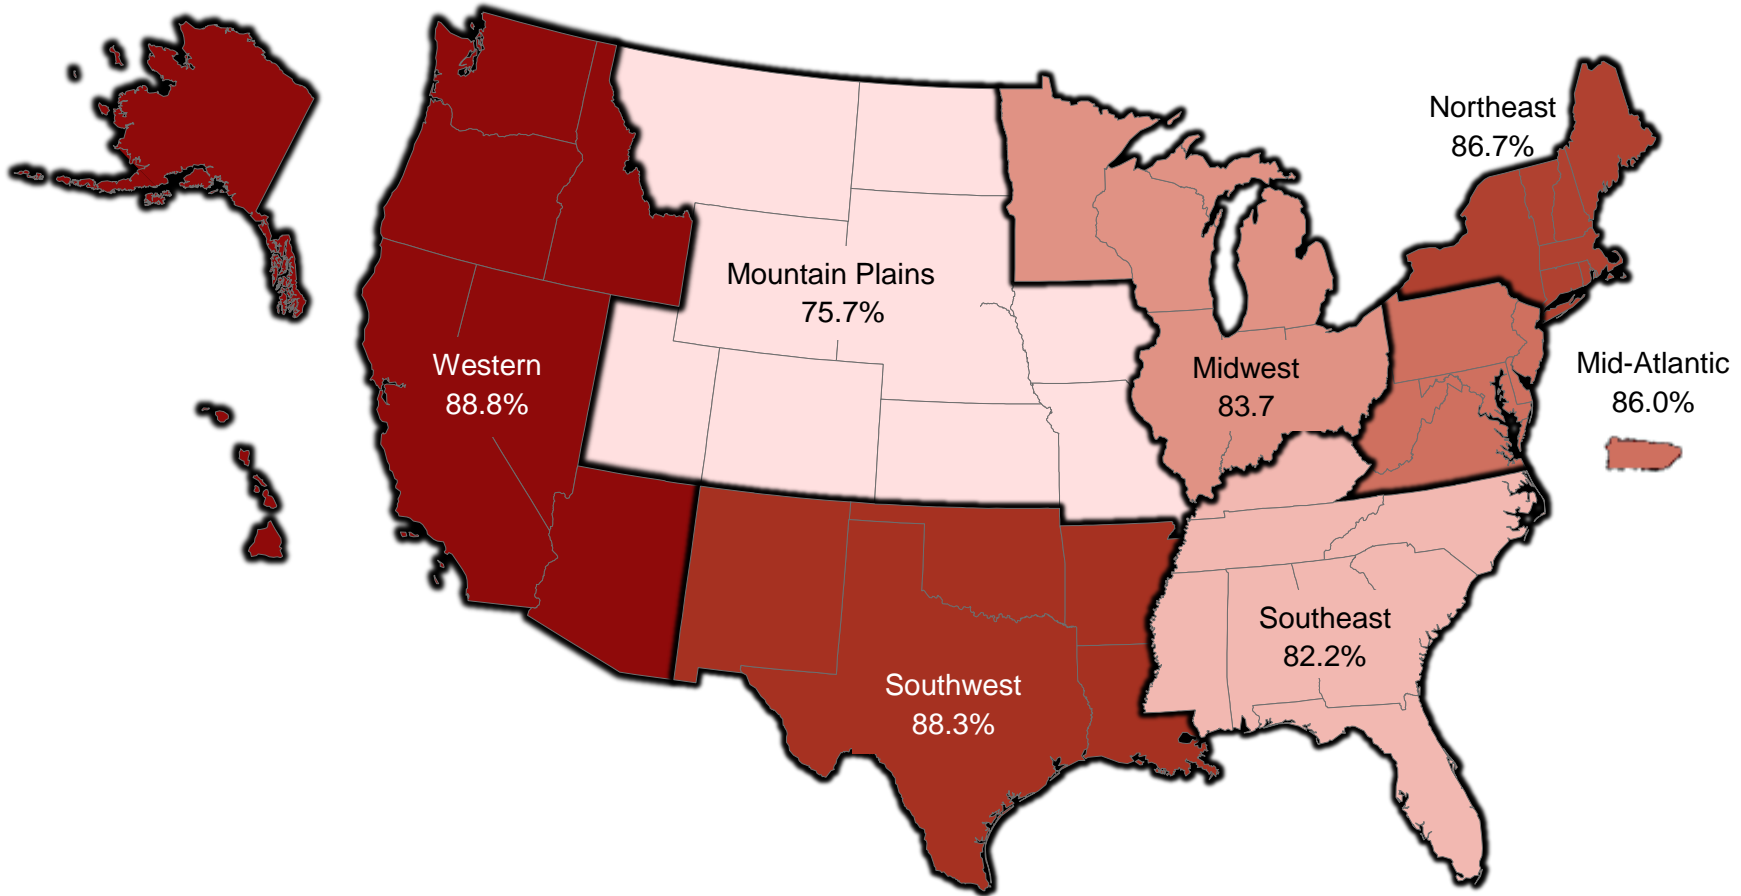 Northeast
86.7%
Mountain Plains
75.7%
Western
88.8%
Midwest
83.7
Mid-Atlantic
86.0%
Southeast
82.2%
Southwest
88.3%